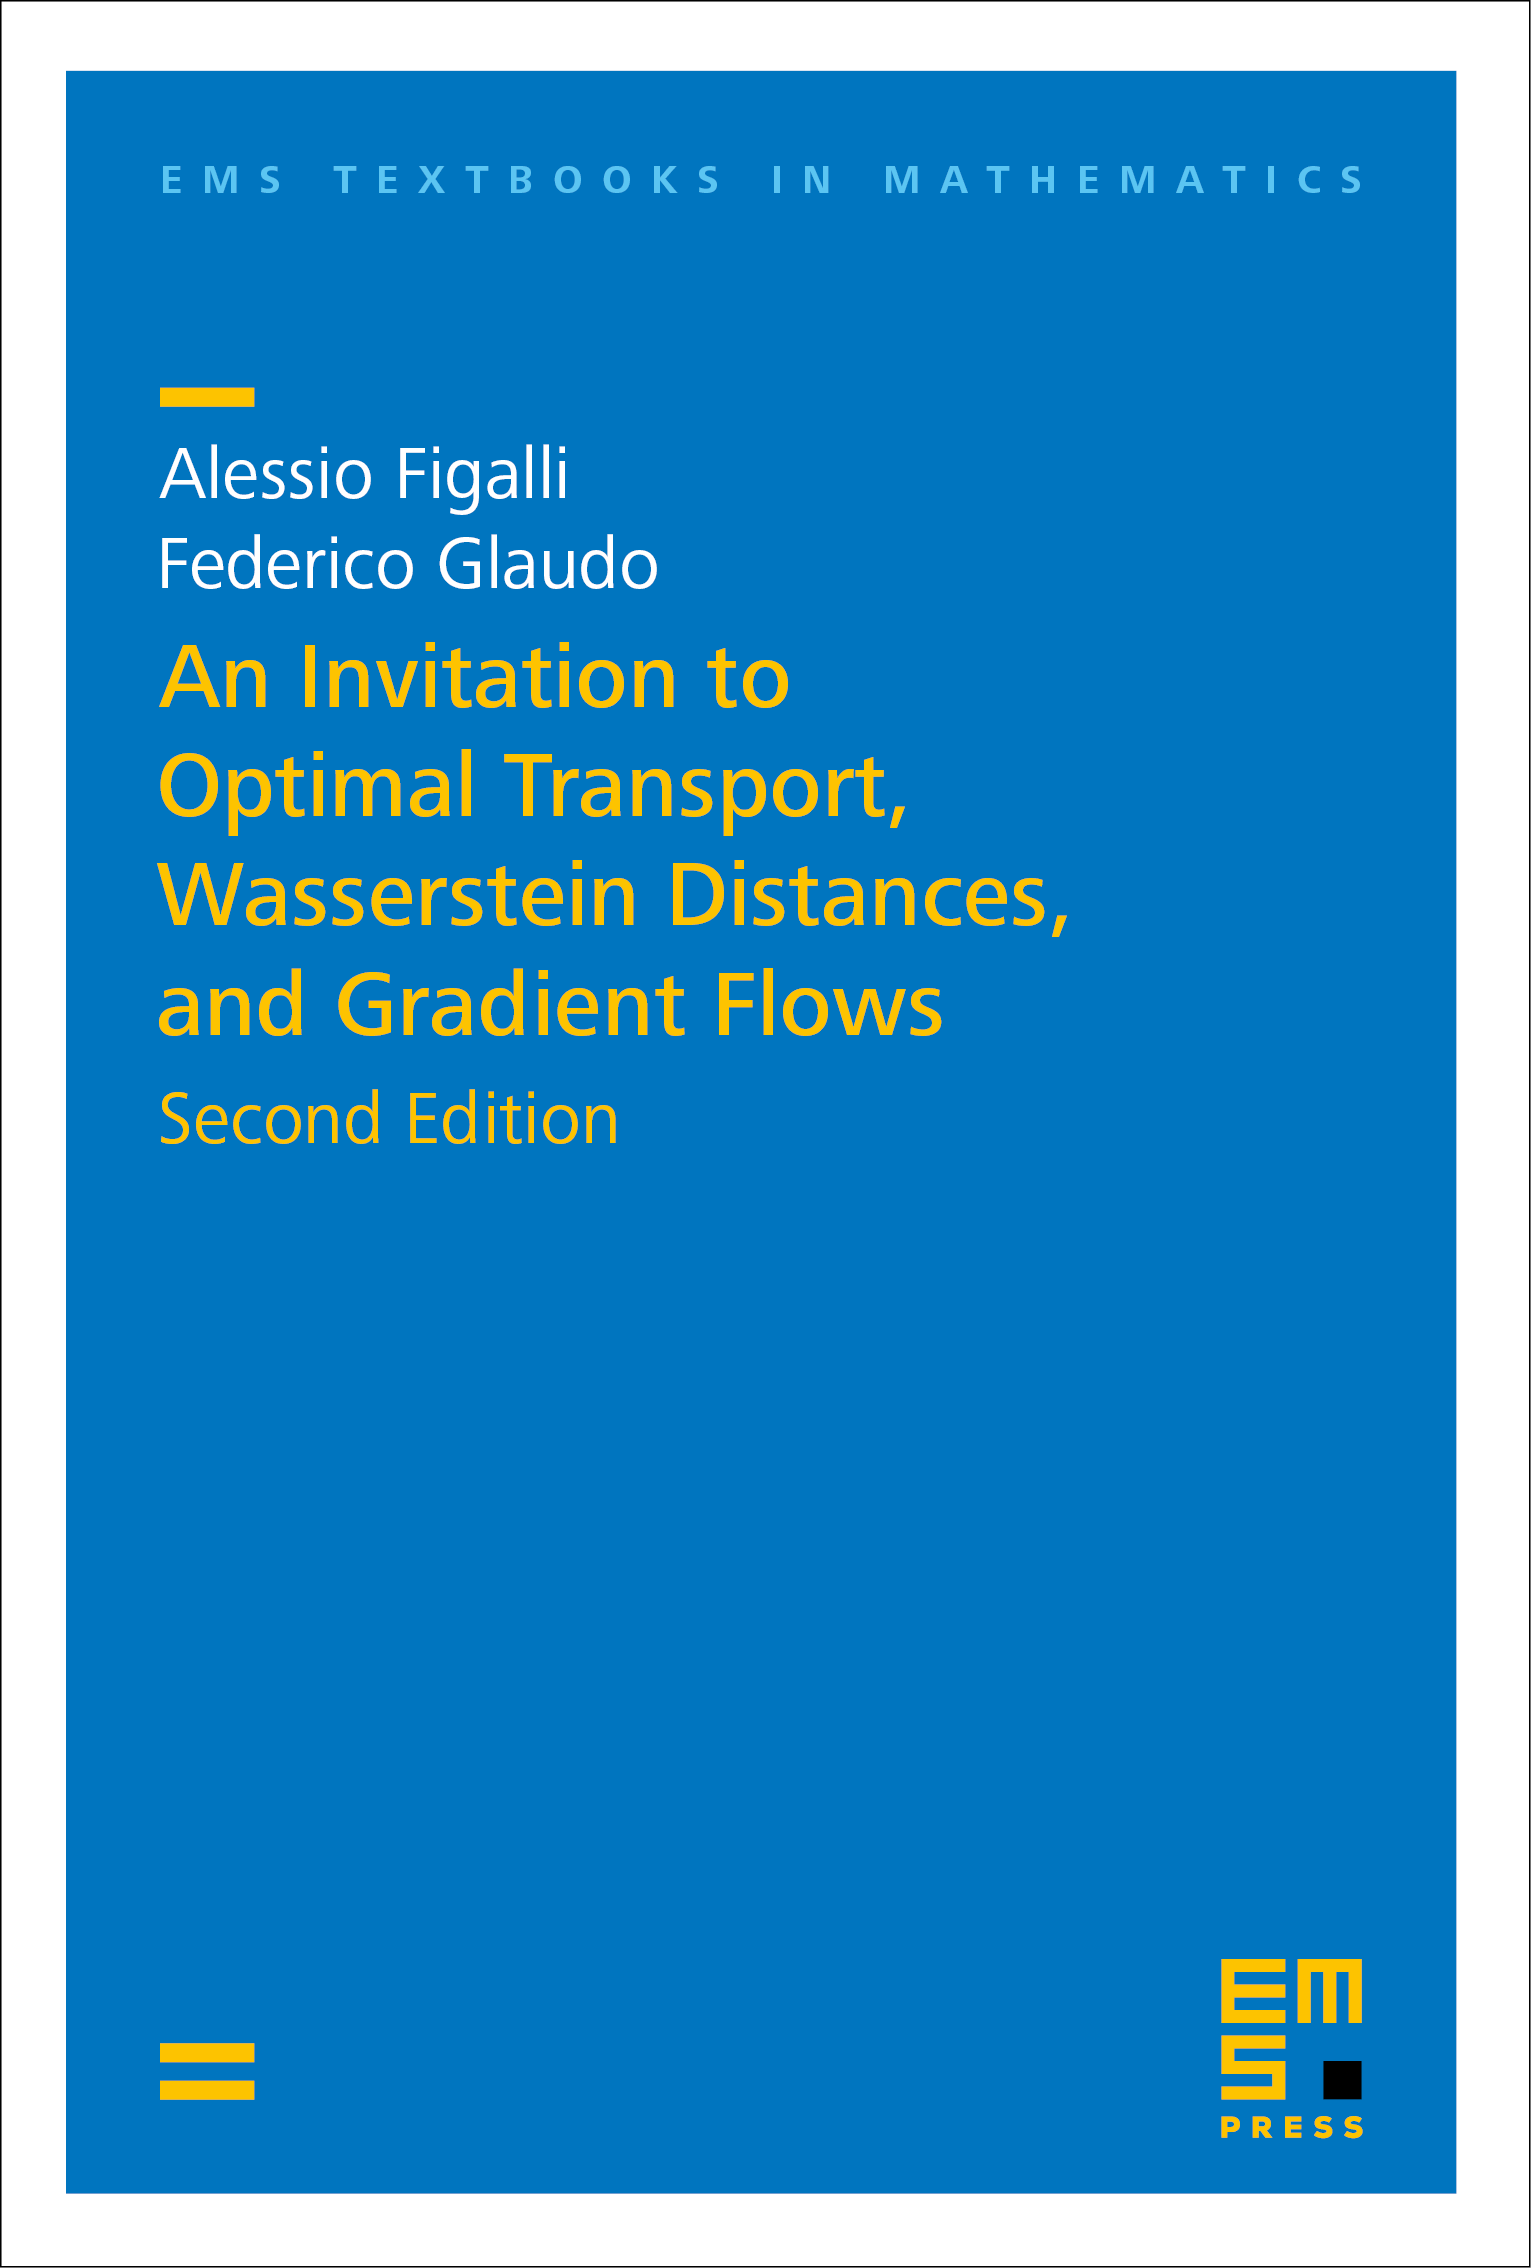 EMS TEXTBOOKS IN MATHEMATICS
Alessio Figalli
Federico Glaudo
An Invitation to
Optimal Transport,
Wasserstein Distances,
and Gradient Flows
Second Edition
EM
S
PRESS